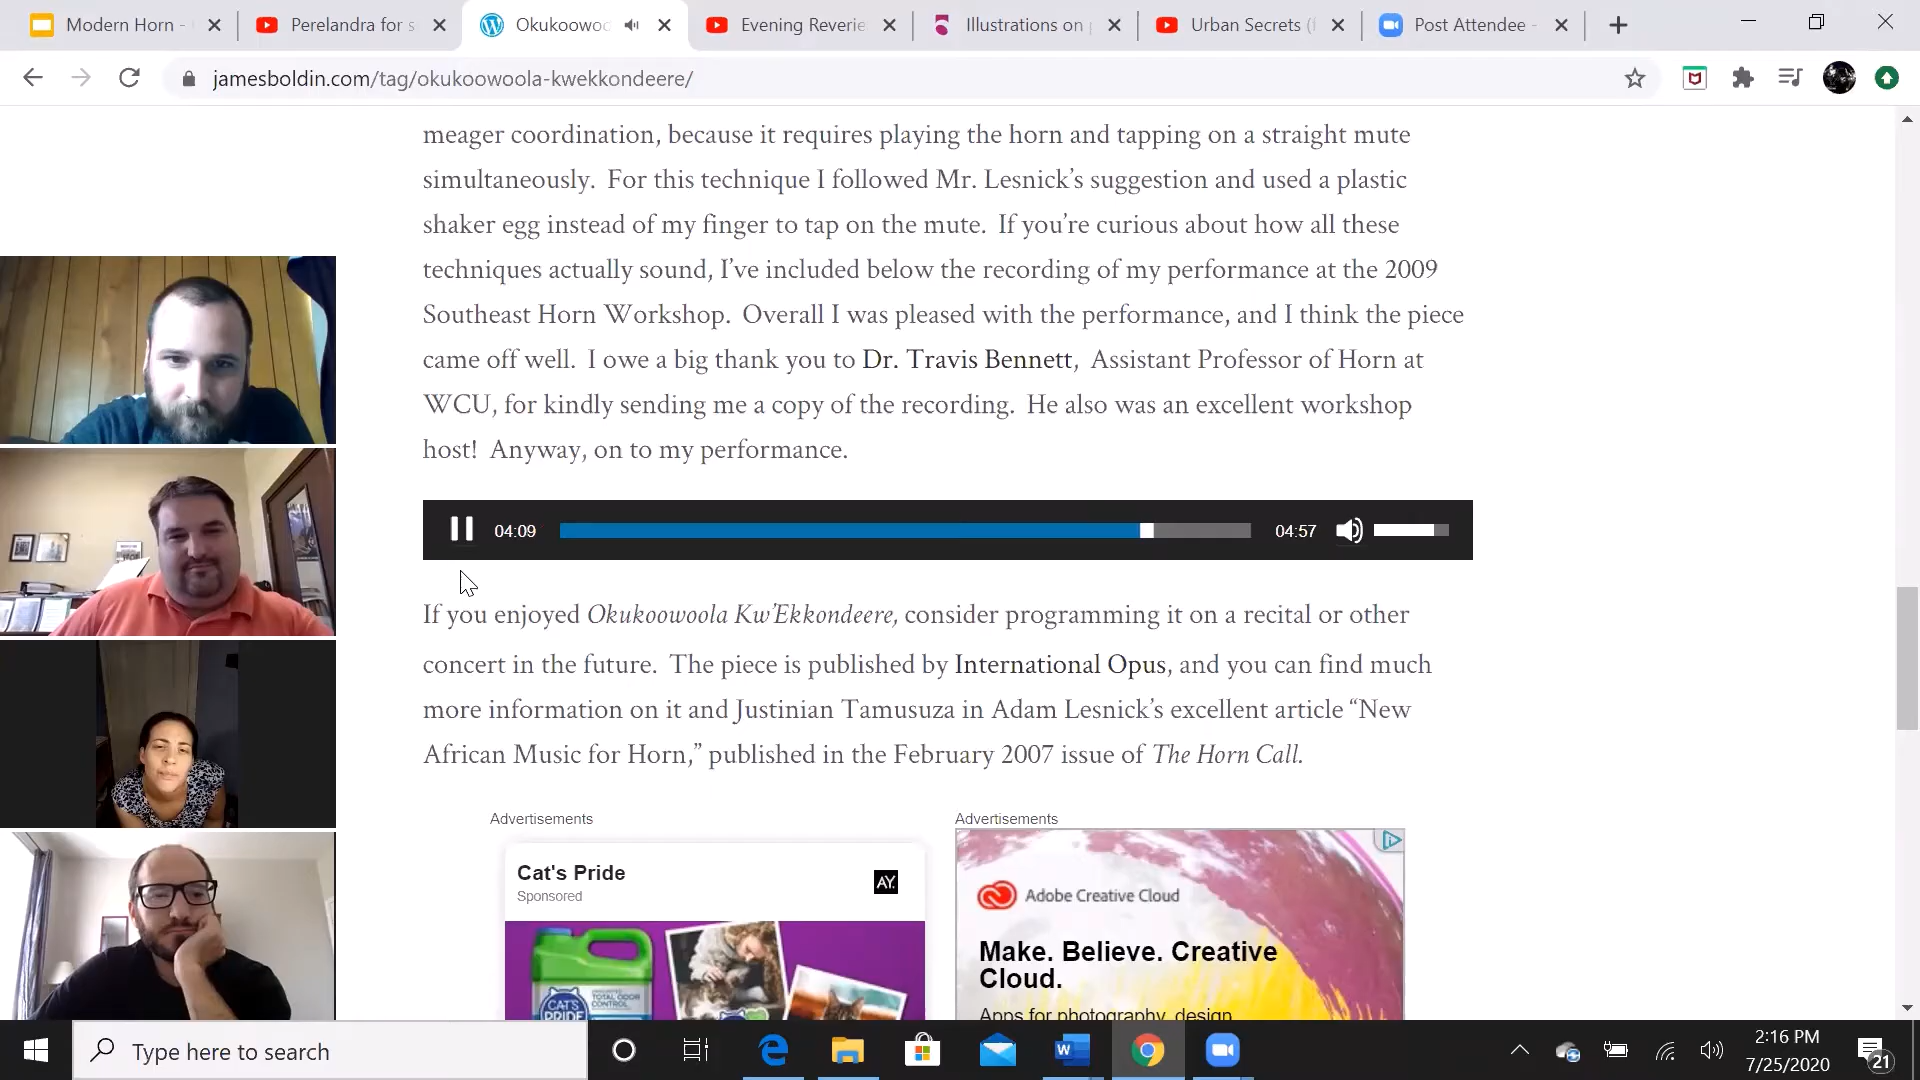 Modern Horn -
Perelandra for s
Okukoowoo
Evening Reverie
Illustrations on p
Urban Secrets (f
Post Attendee -
jamesboldin.com/tag/okukoowoola-kwekkondeere/
meager coordination, because it requires playing the horn and tapping on a straight mute
simultaneously. For this technique I followed Mr. Lesnick’s suggestion and used a plastic
shaker egg instead of my finger to tap on the mute. If you’re curious about how all these
techniques actually sound, I’ve included below the recording of my performance at the 2009
Southeast Horn Workshop. Overall I was pleased with the performance, and I think the piece
came off well. I owe a big thank you to Dr. Travis Bennett, Assistant Professor of Horn at
WCU, for kindly sending me a copy of the recording. He also was an excellent workshop
host! Anyway, on to my performance.
04:09
04:57
If you enjoyed Okukoowoola Kw’Ekkondeere, consider programming it on a recital or other
concert in the future. The piece is published by International Opus, and you can find much
more information on it and Justinian Tamusuza in Adam Lesnick’s excellent article “New
African Music for Horn,” published in the February 2007 issue of The Horn Call.
Advertisements
Advertisements
Cat's Pride
Sponsored
AY.
TOTAL ODOR
CONTROL
CAT'S
PRIDE
Adobe Creative Cloud
Make. Believe. Creative
Cloud.
Apps for photography, design
Type here to search
W
2:16 PM
7/25/2020
21